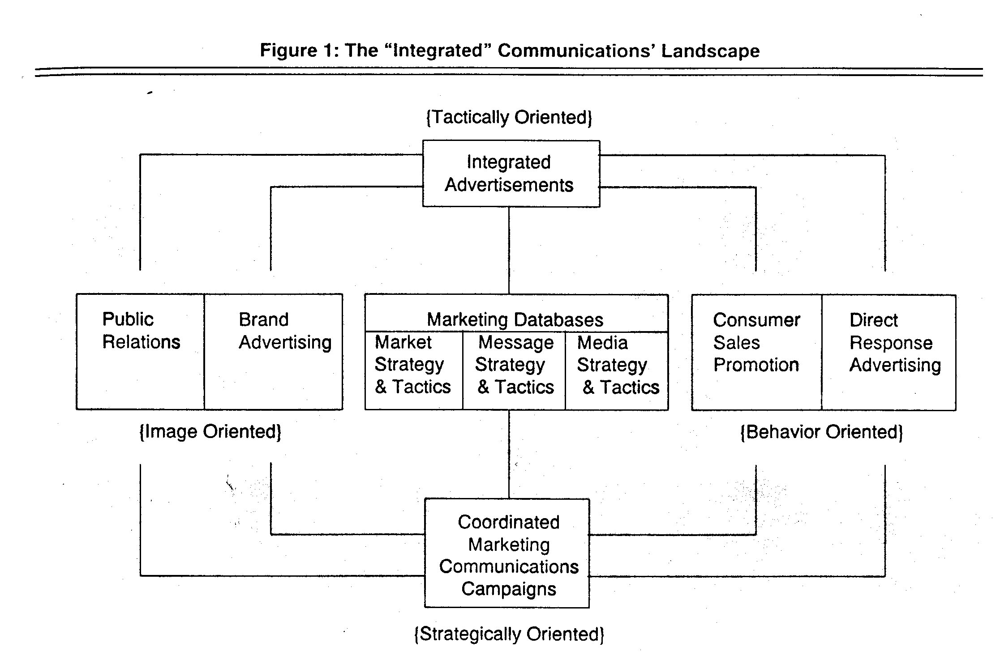 Figure 1: The “Integrated” Communications’ Landscape
{Tactically Oriented}
Integrated
Advertisements
Public
Relations
Brand
Advertising
Marketing Databases
Market
Strategy
& Tactics
Message
Strategy
& Tactics
Media
Strategy
& Tactics
Consumer
Sales
Promotion
Direct
Response
Advertising
{Image Oriented}
{Behavior Oriented}
Coordinated
Marketing
Communications
Campaigns
{Strategically Oriented}